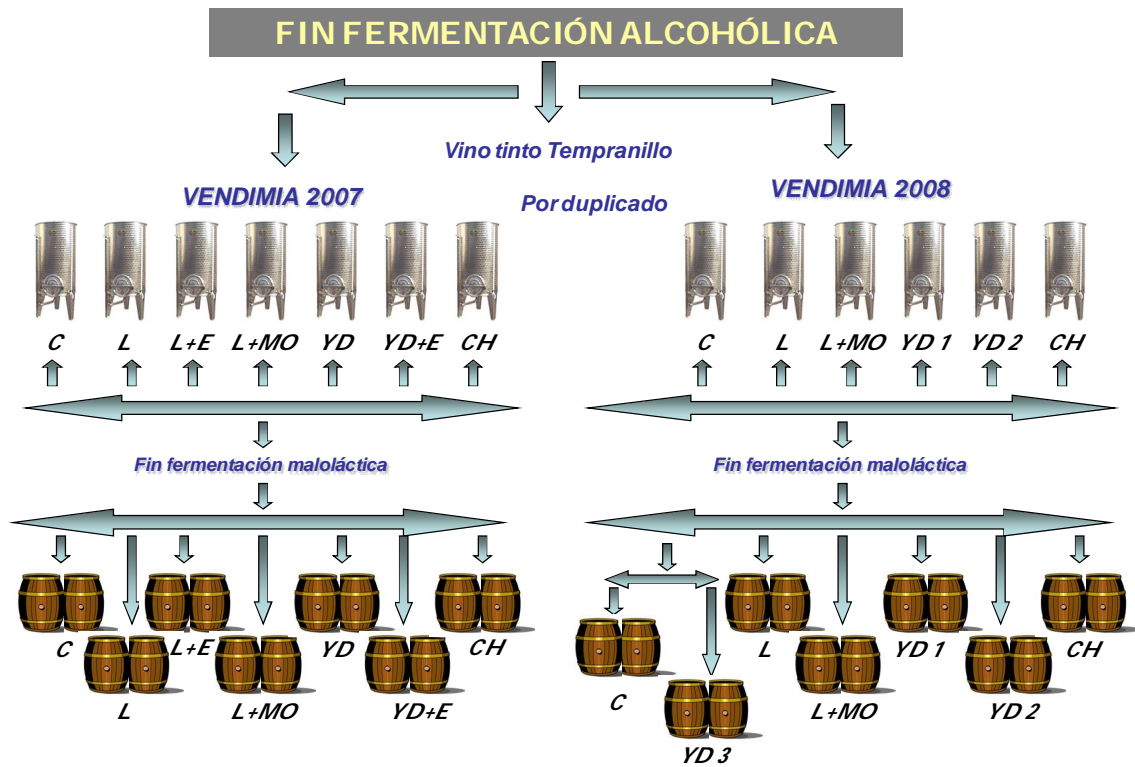 FIN FERMENTACIÓN ALCOHÓLICA
Vino tinto Tempranillo
VENDIMIA 2007
VENDIMIA 2008
Por duplicado
C L L+E L+MO YD YD+E CH
C L L+MO YD 1 YD 2 CH
Fin fermentación maloláctica
Fin fermentación maloláctica
C L+E YD CH
L L+MO YD+E
L YD 1 CH
C L+MO YD 2
YD 3